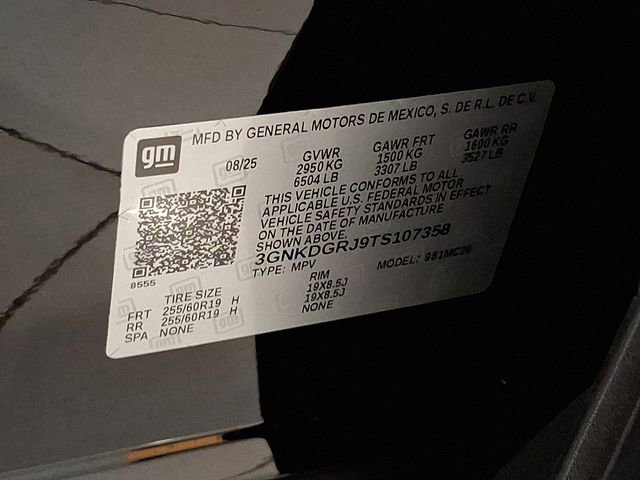 gm
MFD BY GENERAL MOTORS DE MEXICO, S. DE R.L. DE C.V.
08/25
GVWR GAWR FRT GAWR RR
2950 KG 1500 KG 1600 KG
6504 LB 3307 LB 3527 LB
THIS VEHICLE CONFORMS TO ALL
APPLICABLE U.S. FEDERAL MOTOR
VEHICLE SAFETY STANDARDS IN EFFECT
ON THE DATE OF MANUFACTURE
SHOWN ABOVE.
3GNKDGRJ9TS107358
TYPE: MPV MODEL: 981MC26
8555
TIRE SIZE RIM
FRT 255/60R19 H 19X8.5J
RR 255/60R19 H 19X8.5J
SPA NONE NONE